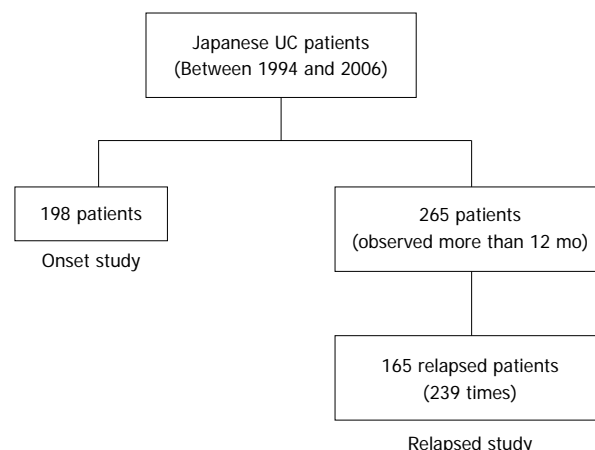 Japanese UC patients
(Between 1994 and 2006)
198 patients
Onset study
265 patients
(observed more than 12 mo)
165 relapsed patients
(239 times)
Relapsed study